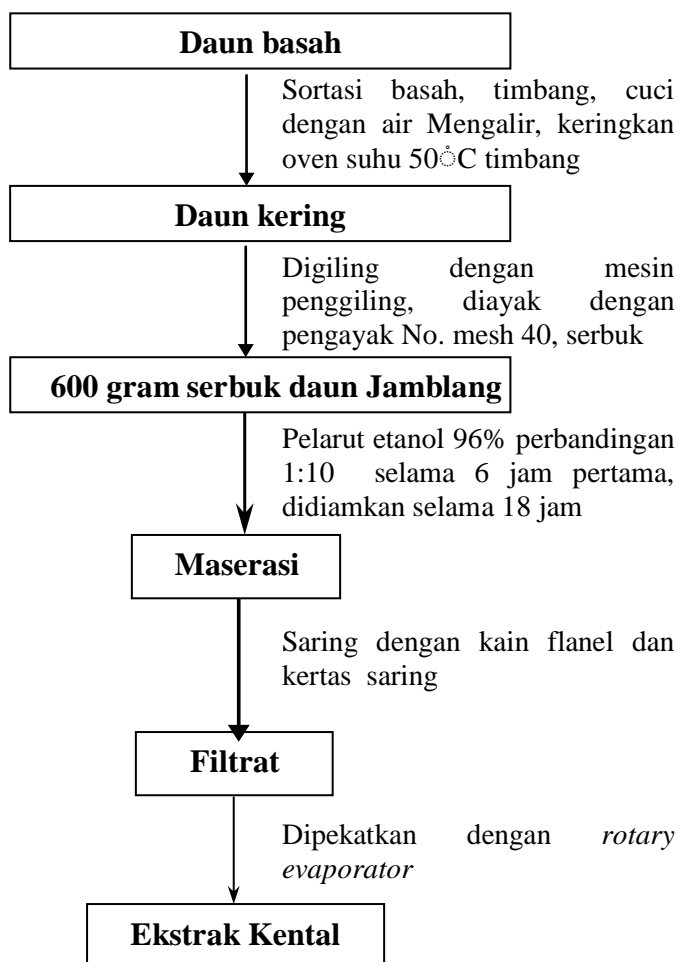 Daun basah
Sortasi basah, timbang, cuci
dengan air Mengalir, keringkan
oven suhu 50◌̊C timbang
Daun kering
Digiling dengan mesin
penggiling, diayak dengan
pengayak No. mesh 40, serbuk
600 gram serbuk daun Jamblang
Pelarut etanol 96% perbandingan
1:10 selama 6 jam pertama,
didiamkan selama 18 jam
Maserasi
Saring dengan kain flanel dan
kertas saring
Filtrat
Dipekatkan dengan rotary
evaporator
Ekstrak Kental